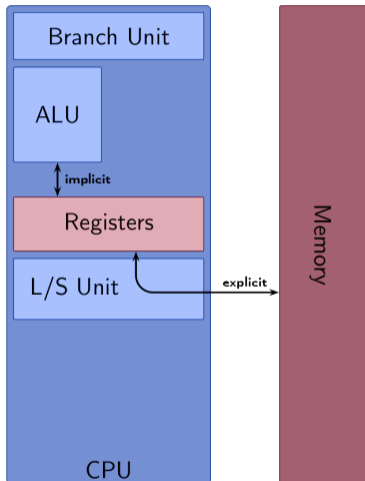 Branch Unit
ALU
implicit
Registers
L/S Unit
explicit
Memory
CPU